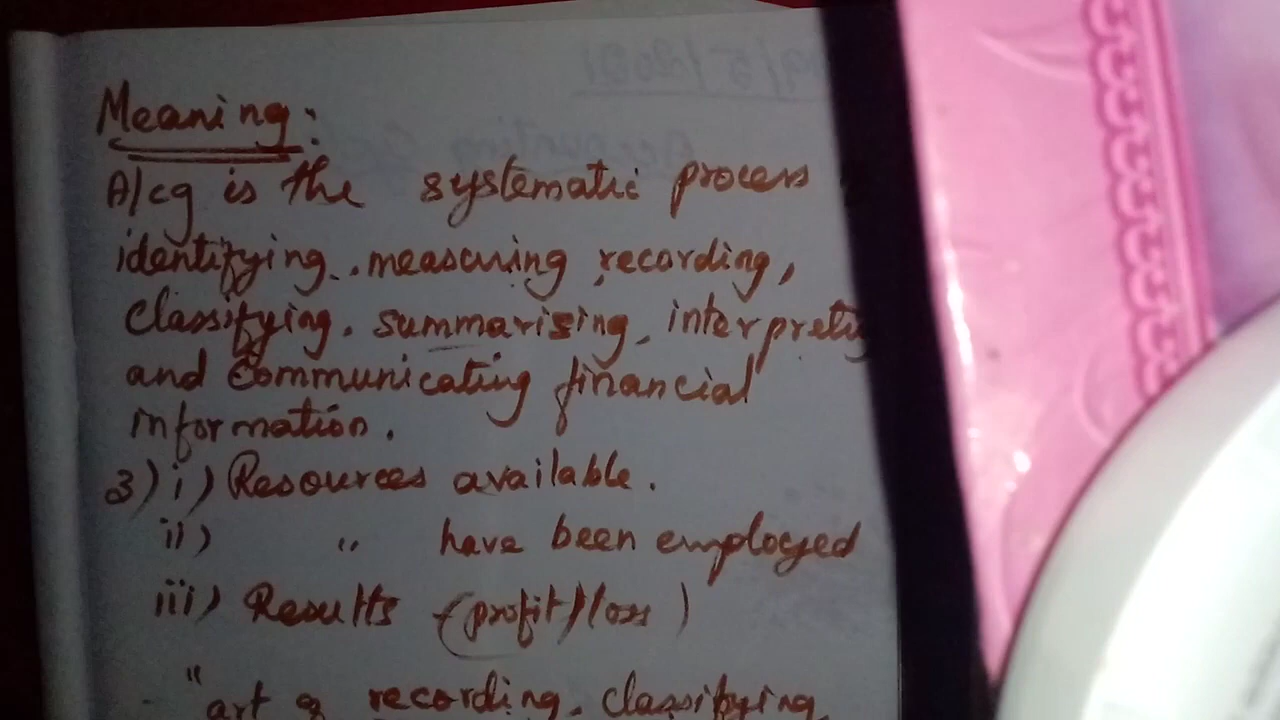 Meaning:
A/cg is the systematic process
identifying, measuring, recording,
classifying, summarising, interpreting
and communicating financial
information.
3) i) Resources available.
ii) " have been employed
iii) Results - (profit/loss)
"art of recording, classifying,